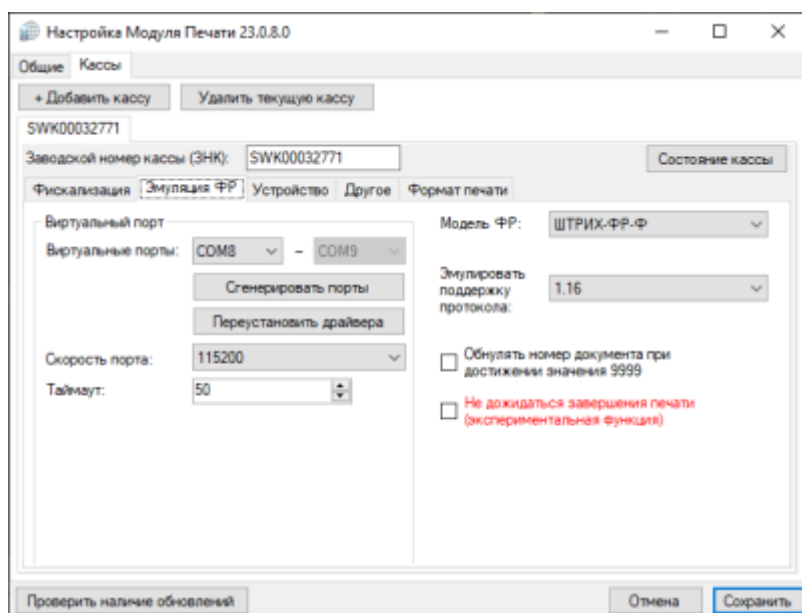 Настройка Модуля Печати 23.0.8.0
Общие Кассы
+ Добавить кассу Удалить текущую кассу
SWK00032771
Заводской номер кассы (ЗНК): SWK00032771 Состояние кассы
Фискализация Эмуляция ФР Устройство Другое Формат печати
Виртуальный порт
Виртуальные порты: COM8 – COM9
Сгенерировать порты
Переустановить драйвера
Скорость порта: 115200
Таймаут: 50
Модель ФР: ШТРИХ-ФР-Ф
Эмулировать
поддержку
протокола: 1.16
Обнулять номер документа при
достижении значения 9999
Не дожидаться завершения печати
(экспериментальная функция)
Проверить наличие обновлений Отмена Сохранить